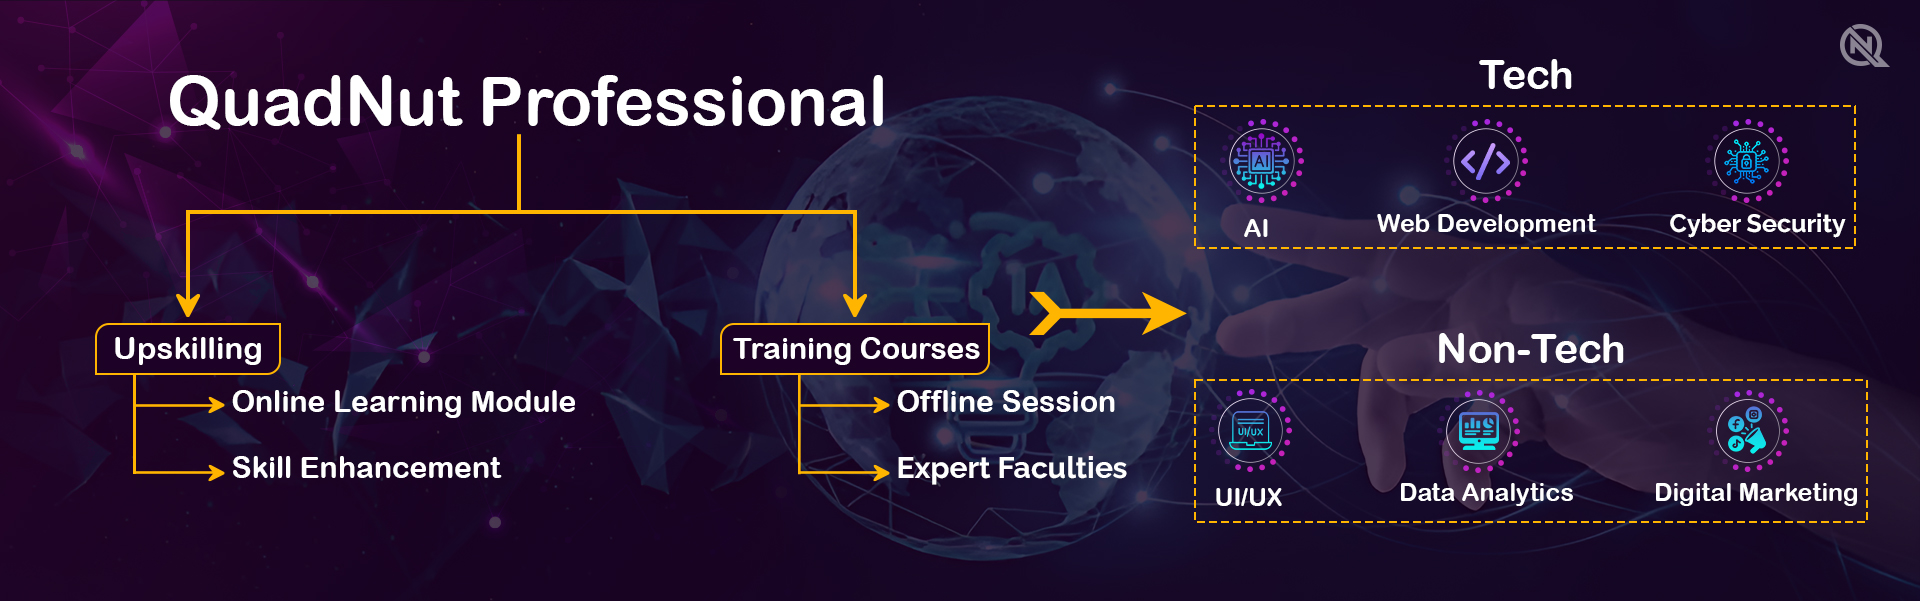 QuadNut Professional
Upskilling
Online Learning Module
Skill Enhancement
Training Courses
Offline Session
Expert Faculties
Tech
AI
AI
Web Development
Cyber Security
Non-Tech
UI/UX
UI/UX
Data Analytics
Digital Marketing